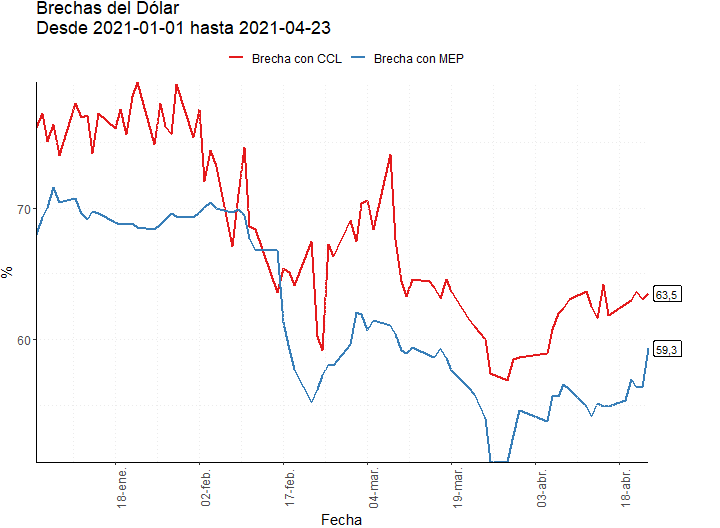 Brechas del Dólar
Desde 2021-01-01 hasta 2021-04-23
Brecha con CCL
Brecha con MEP
%
70
60
63,5
59,3
18-ene.
02-feb.
17-feb.
04-mar.
19-mar.
03-abr.
18-abr.
Fecha